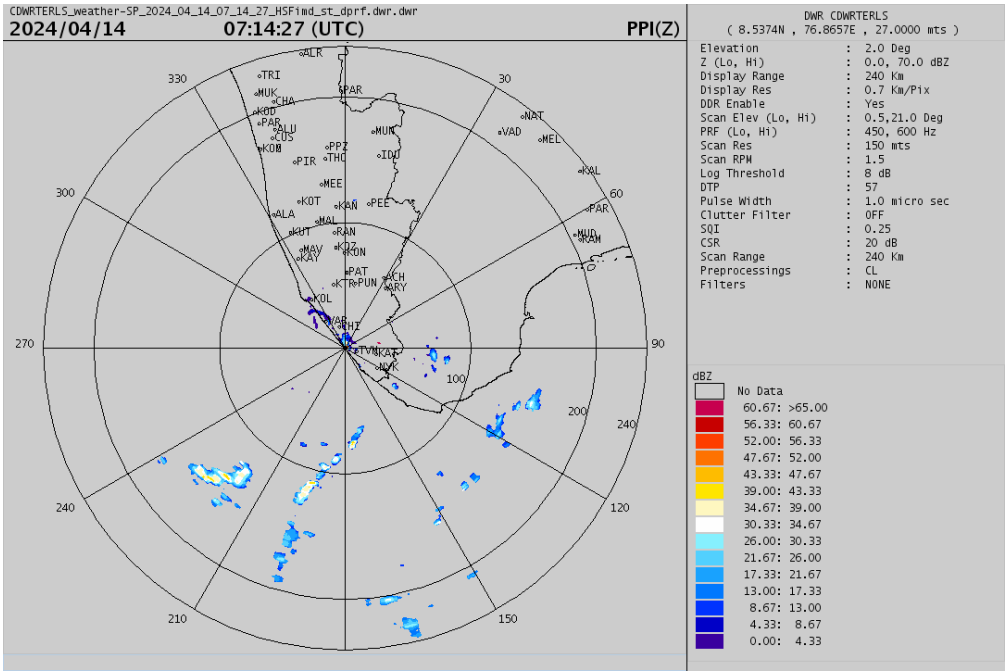 CDWRTERLS_weather-SP_2024_04_14_07_14_27_HSFimd_st_dprf.dwr.dwr
2024/04/14 07:14:27 (UTC) PPI(Z)
DWR CDWRTERLS
( 8.5374N , 76.8657E , 27.0000 mts )
Elevation : 2.0 Deg
Z (Lo, Hi) : 0.0, 70.0 dBZ
Display Range : 240 Km
Display Res : 0.7 Km/Pix
DDR Enable : Yes
Scan Elev (Lo, Hi) : 0.5,21.0 Deg
PRF (Lo, Hi) : 450, 600 Hz
Scan Res : 150 mts
Scan RPM : 1.5
Log Threshold : 8 dB
DTP : 57
Pulse Width : 1.0 micro sec
Clutter Filter : OFF
SQI : 0.25
CSR : 20 dB
Scan Range : 240 Km
Preprocessings : CL
Filters : NONE
ALR
330 TRI 30
MUK PAR
CHA
KOD NAT
PAR
ALU MUN VAD
CUS MEL
KOM PPZ
THO IDU
PIR
KAL
MEE
300 60
KOT KAN PEE
ALA PAR
MAL
KUT RAN MUD
RAM
MAV KOZ
KAY KON
PAT
KTR PUN ACH
ARY
KOL
VAR
THI
270 90
TVM KAT
NYK
100
200
240
240 120
210 150
dBZ
No Data
60.67: >65.00
56.33: 60.67
52.00: 56.33
47.67: 52.00
43.33: 47.67
39.00: 43.33
34.67: 39.00
30.33: 34.67
26.00: 30.33
21.67: 26.00
17.33: 21.67
13.00: 17.33
8.67: 13.00
4.33: 8.67
0.00: 4.33